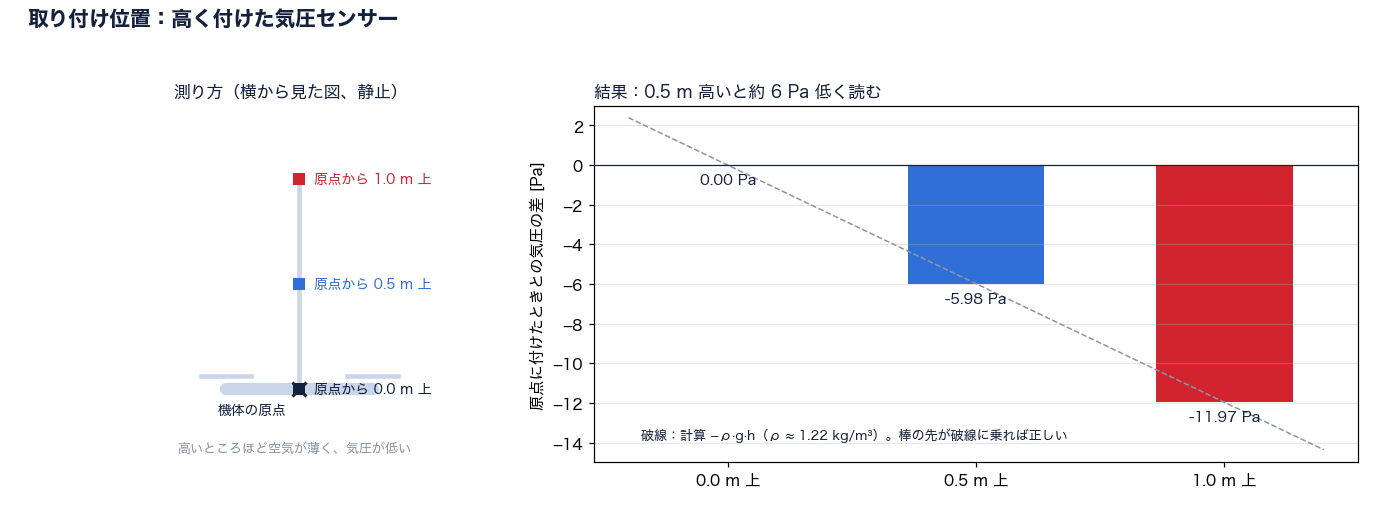 取り付け位置：高く付けた気圧センサー
測り方（横から見た図、静止）
原点から 1.0 m 上
原点から 0.5 m 上
原点から 0.0 m 上
機体の原点
高いところほど空気が薄く、気圧が低い
結果：0.5 m 高いと約 6 Pa 低く読む
原点に付けたときとの気圧の差 [Pa]
2
0
−2
−4
−6
−8
−10
−12
−14
0.00 Pa
-5.98 Pa
-11.97 Pa
破線：計算 −ρ·g·h（ρ ≈ 1.22 kg/m³）。棒の先が破線に乗れば正しい
0.0 m 上
0.5 m 上
1.0 m 上